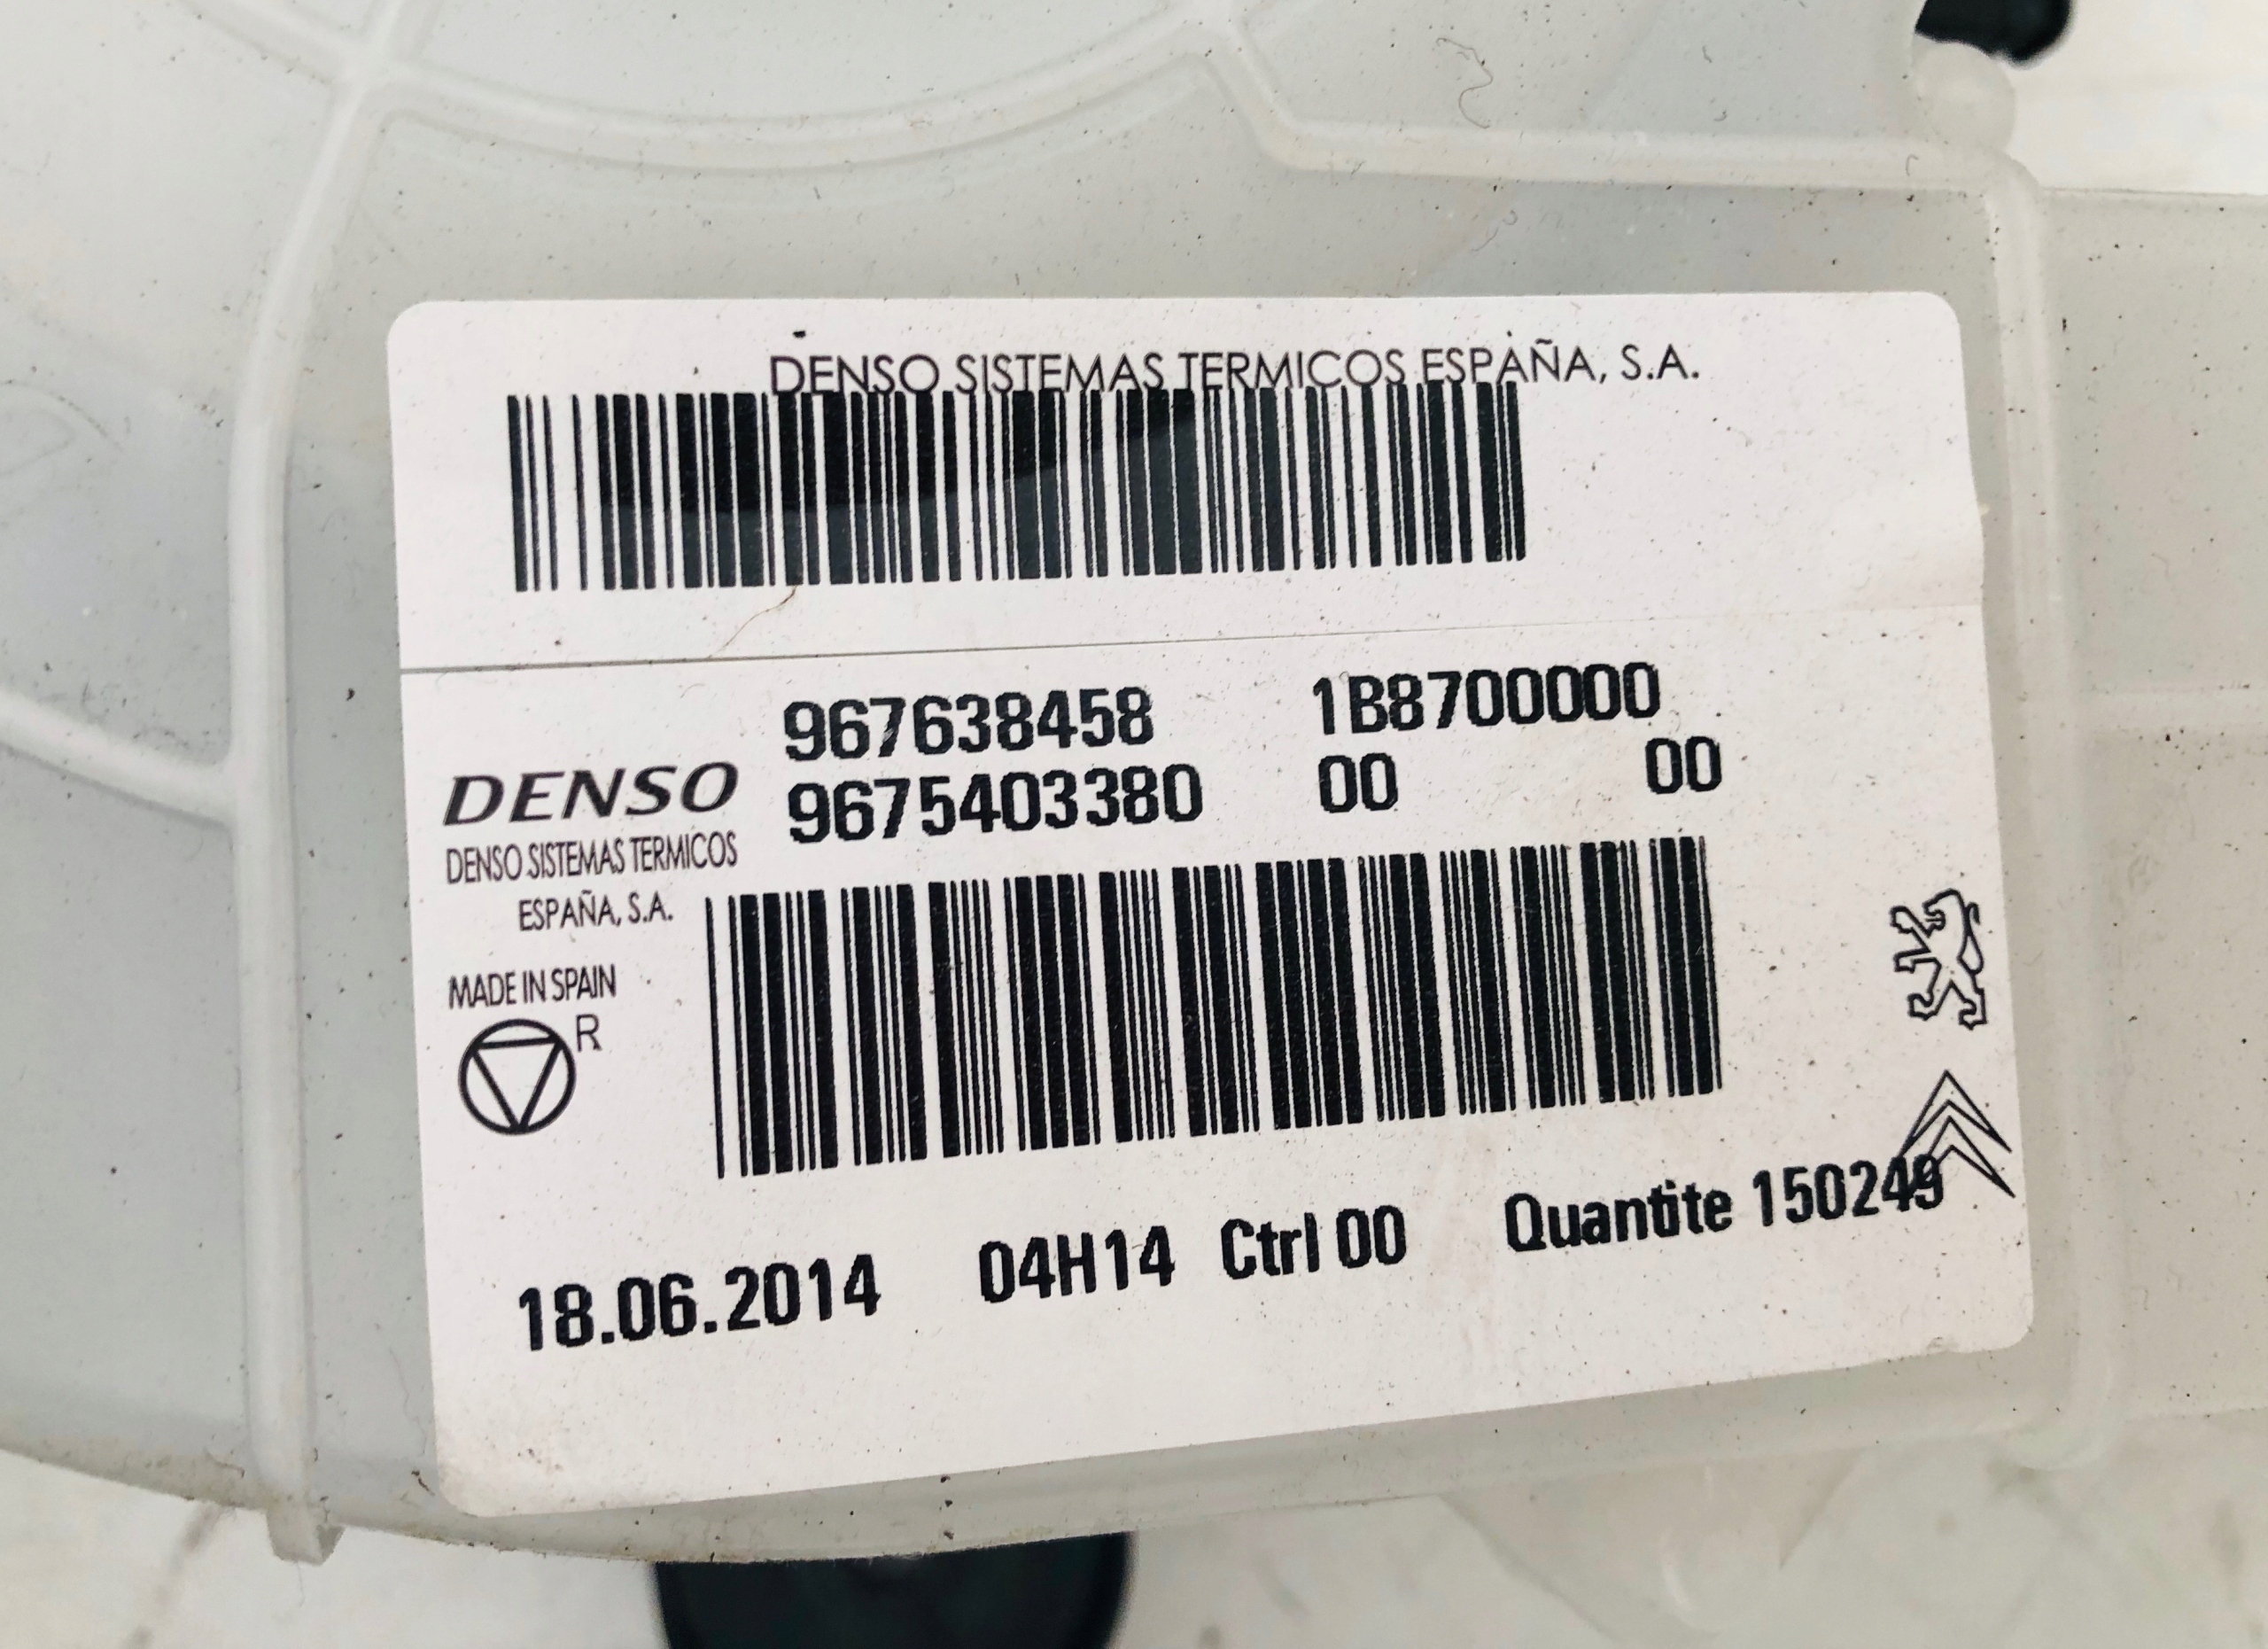 DENSO SISTEMAS TERMICOS ESPAÑA, S.A.
967638458 1B8700000
9675403380 00 00
DENSO
DENSO SISTEMAS TERMICOS
ESPAÑA, S.A.
MADE IN SPAIN
R
18.06.2014 04H14 Ctrl 00 Quantite 150249